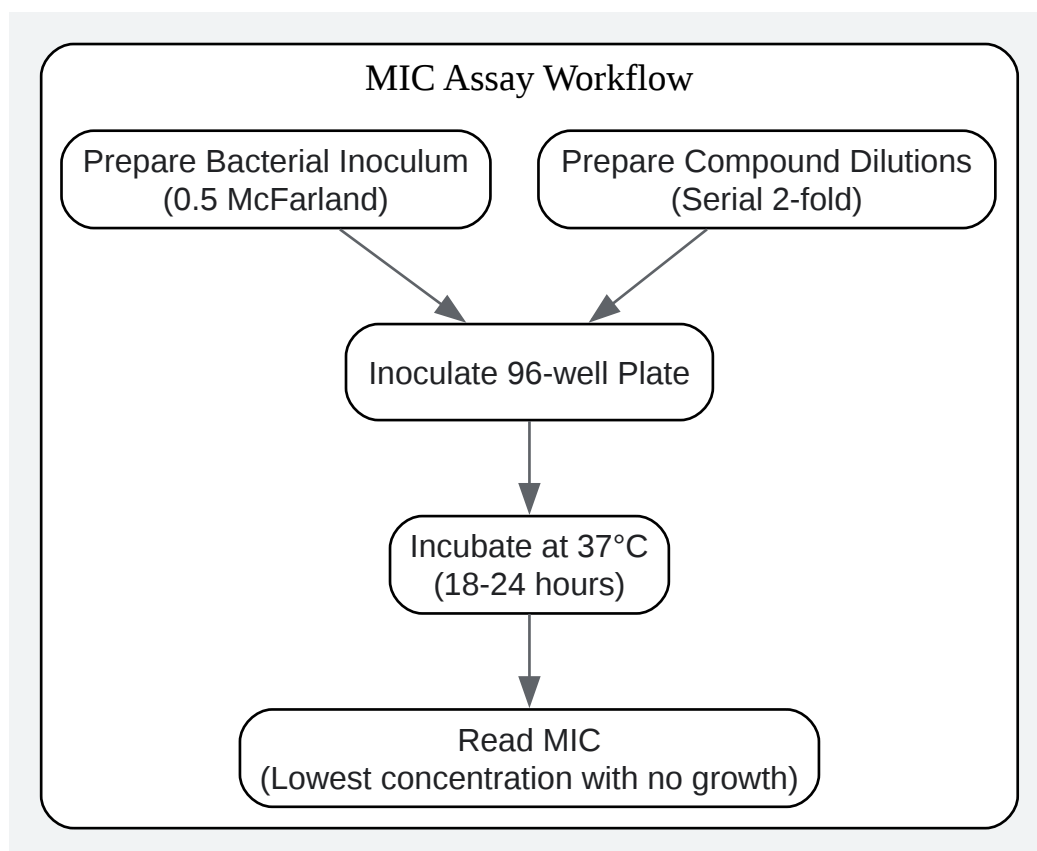 MIC Assay Workflow
Prepare Bacterial Inoculum
(0.5 McFarland)
Prepare Compound Dilutions
(Serial 2-fold)
Inoculate 96-well Plate
Incubate at 37°C
(18-24 hours)
Read MIC
(Lowest concentration with no growth)